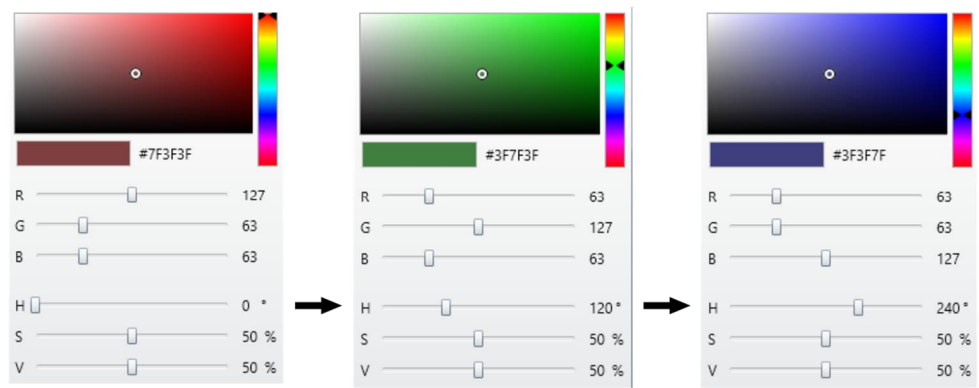 #7F3F3F
R 127
G 63
B 63
H 0 °
S 50 %
V 50 %
#3F7F3F
R 63
G 127
B 63
H 120 °
S 50 %
V 50 %
#3F3F7F
R 63
G 63
B 127
H 240 °
S 50 %
V 50 %